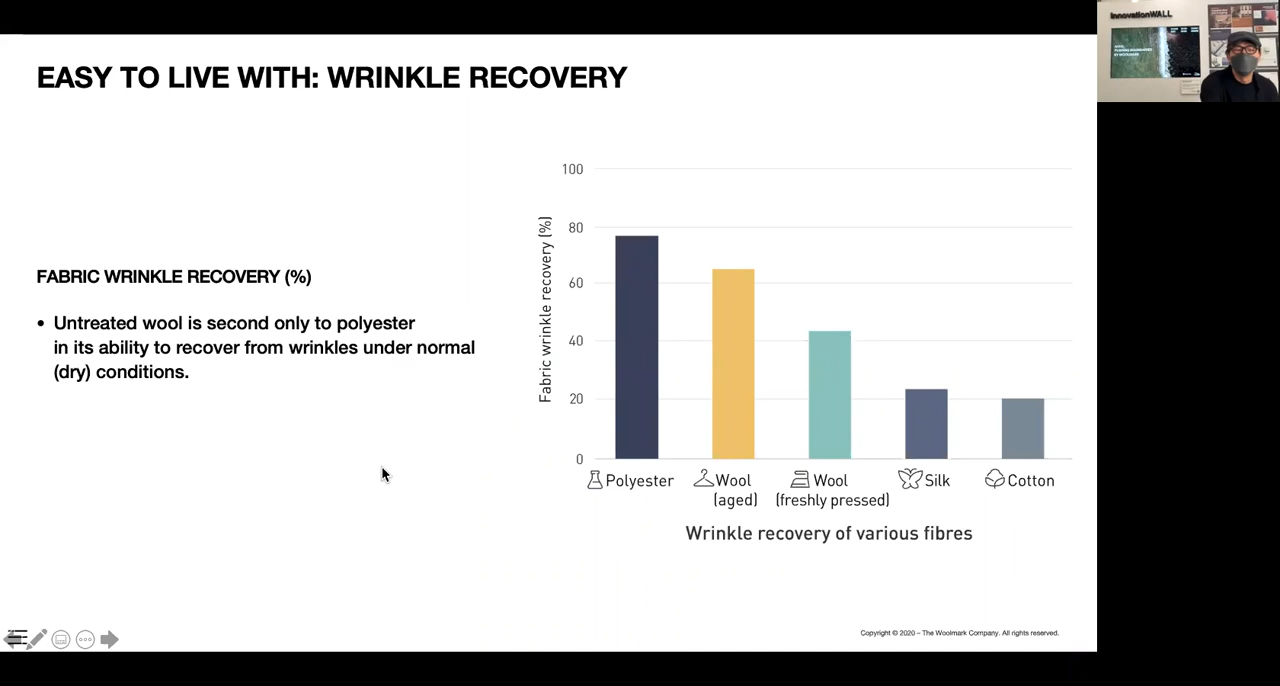 InnovationWALL
EASY TO LIVE WITH: WRINKLE RECOVERY
FABRIC WRINKLE RECOVERY (%)
• Untreated wool is second only to polyester
in its ability to recover from wrinkles under normal
(dry) conditions.
Fabric wrinkle recovery (%)
100
80
60
40
20
0
Polyester
Wool
(aged)
Wool
(freshly pressed)
Silk
Cotton
Wrinkle recovery of various fibres
Copyright © 2020 – The Woolmark Company. All rights reserved.